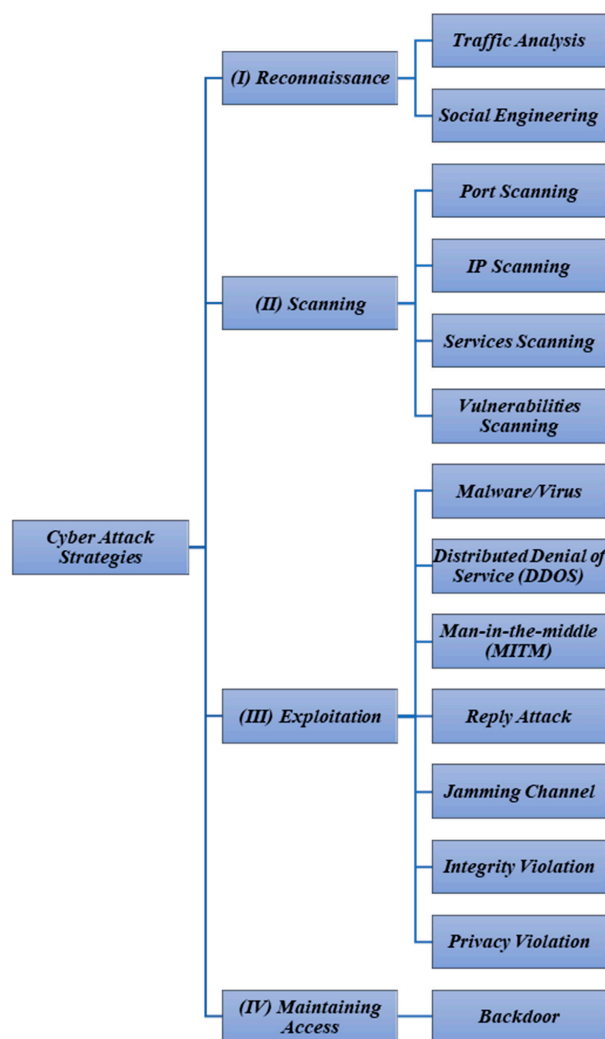 Traffic Analysis
(I) Reconnaissance
Social Engineering
Port Scanning
IP Scanning
(II) Scanning
Services Scanning
Vulnerabilities
Scanning
Malware/Virus
Cyber Attack
Strategies
Distributed Denial of
Service (DDOS)
Man-in-the-middle
(MITM)
(III) Exploitation
Reply Attack
Jamming Channel
Integrity Violation
Privacy Violation
(IV) Maintaining
Access
Backdoor